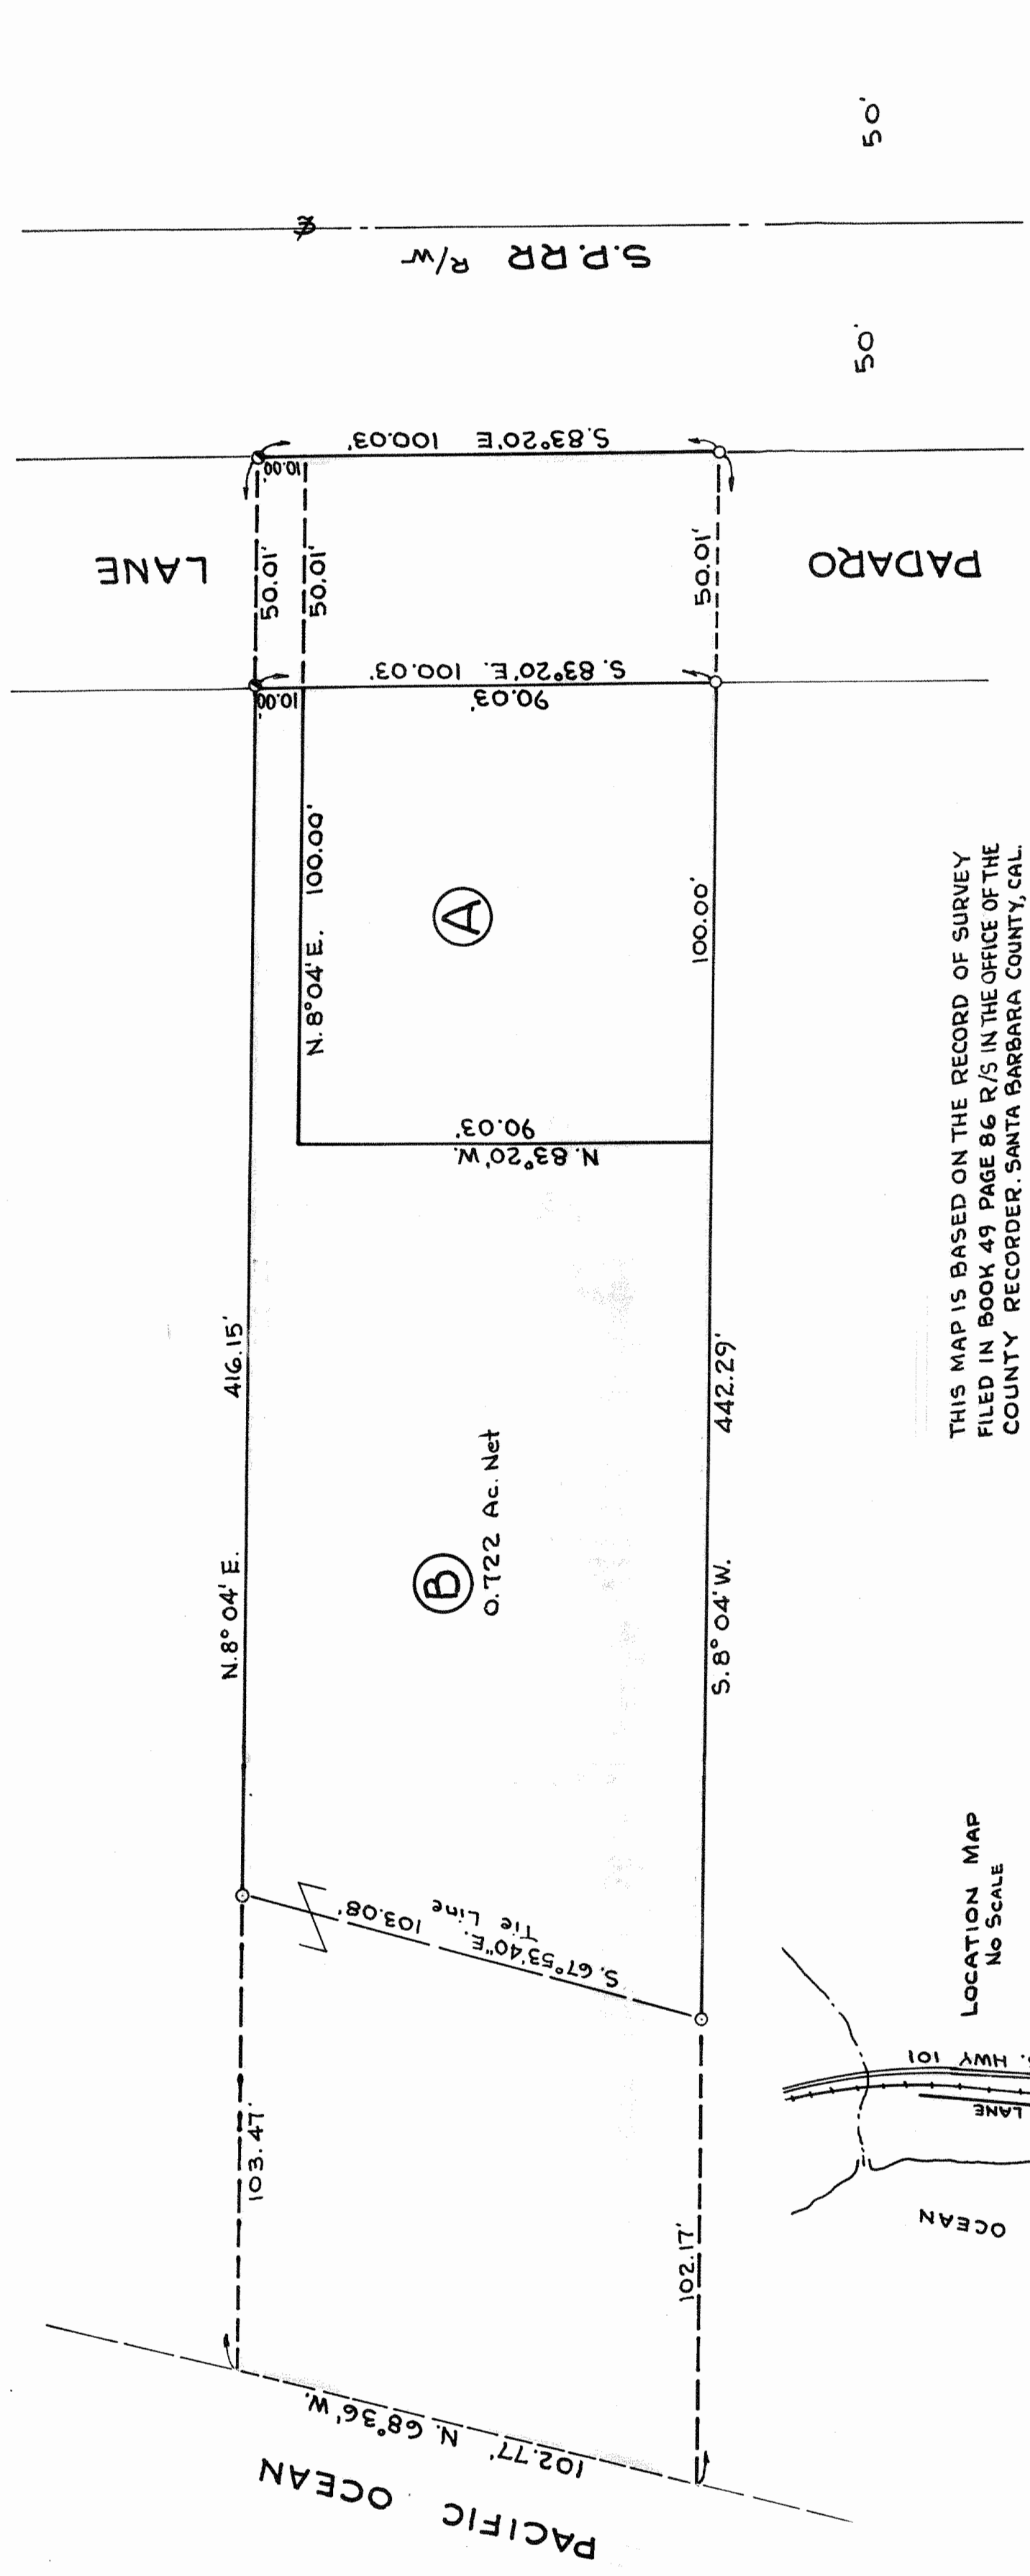 50'
S.P.RR R/W
50'
S.83°20'E 100.03'
10.00'
LANE
50.01'
50.01'
50.01'
PADARO
S. 83°20'E. 100.03'
10.00'
90.03'
N.8°04'E. 100.00'
A
100.00'
90.03'
N. 83°20'W.
N.8°04'E. 416.15'
B
0.722 Ac. Net
S.8°04'W. 442.29'
S. 67°53'40"E. 103.08'
Tie Line
103.47'
102.17'
N. 68°36'W. 102.77'
PACIFIC OCEAN
THIS MAP IS BASED ON THE RECORD OF SURVEY
FILED IN BOOK 49 PAGE 86 R/S IN THE OFFICE OF THE
COUNTY RECORDER. SANTA BARBARA COUNTY, CAL.
LOCATION MAP
NO SCALE
. HWY 101
LANE
OCEAN